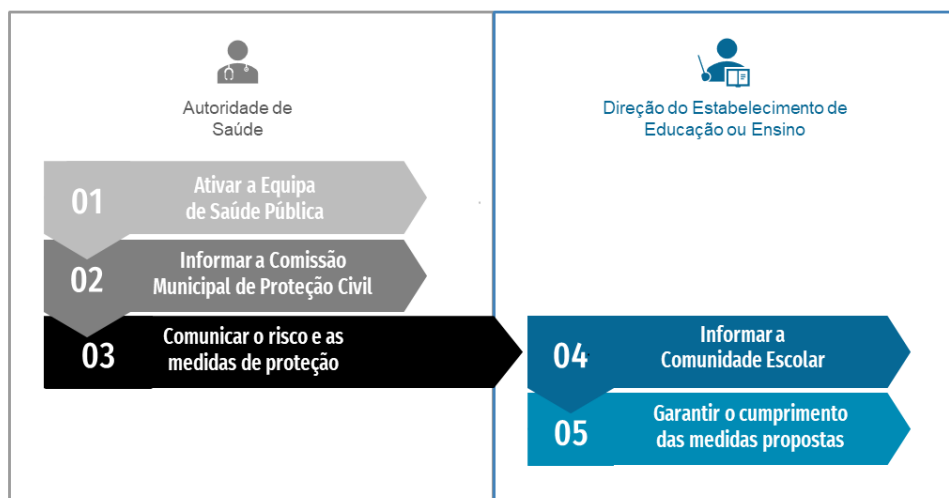 Autoridade de
Saúde
Direção do Estabelecimento de
Educação ou Ensino
01
Ativar a Equipa
de Saúde Pública
02
Informar a Comissão
Municipal de Proteção Civil
03
Comunicar o risco e as
medidas de proteção
04
Informar a
Comunidade Escolar
05
Garantir o cumprimento
das medidas propostas